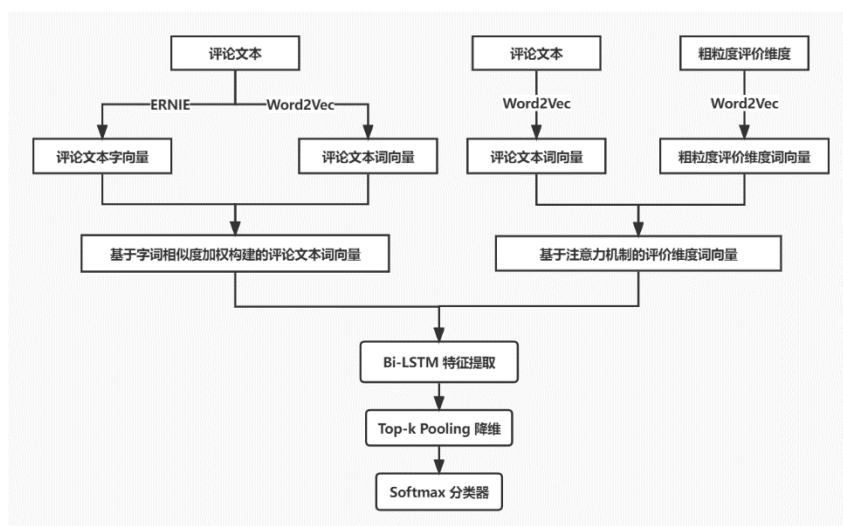 评论文本
评论文本
粗粒度评价维度
ERNIE
Word2Vec
Word2Vec
Word2Vec
评论文本字向量
评论文本词向量
评论文本词向量
粗粒度评价维度词向量
基于字词相似度加权构建的评论文本词向量
基于注意力机制的评价维度词向量
Bi-LSTM 特征提取
Top-k Pooling 降维
Softmax 分类器